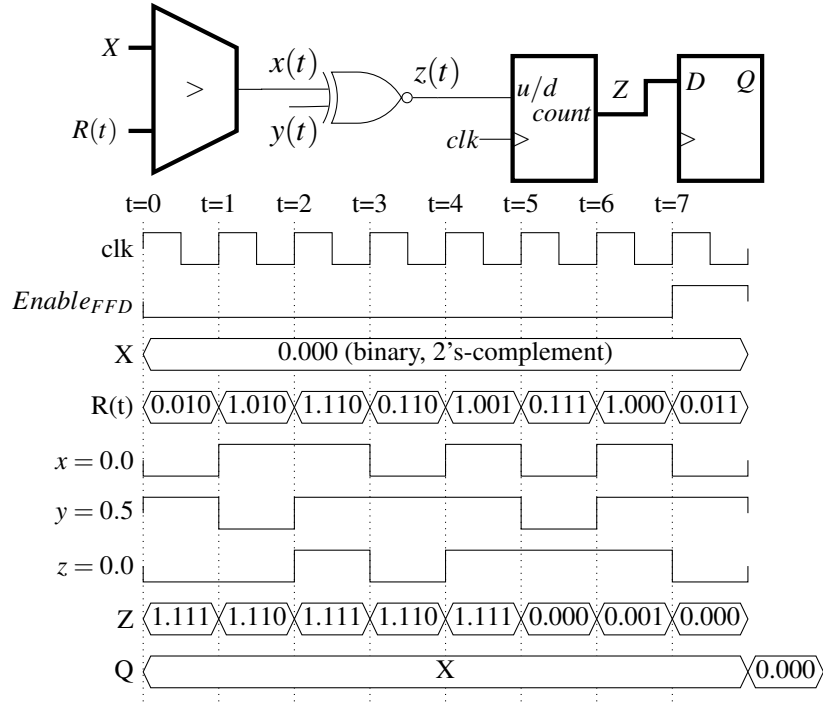 X
R(t)
>
x(t)
y(t)
z(t)
u/d
count
clk
Z
D Q
t=0 t=1 t=2 t=3 t=4 t=5 t=6 t=7
clk
Enable_FFD
X 0.000 (binary, 2's-complement)
R(t) 0.010 1.010 1.110 0.110 1.001 0.111 1.000 0.011
x = 0.0
y = 0.5
z = 0.0
Z 1.111 1.110 1.111 1.110 1.111 0.000 0.001 0.000
Q X 0.000